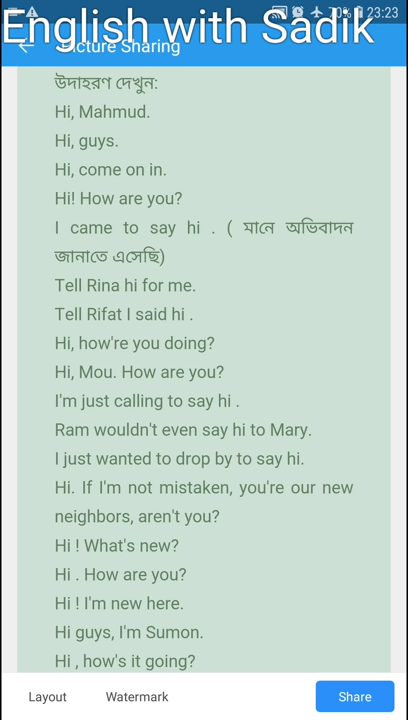 English with Sadik
70% 23:23
Picture Sharing
উদাহরণ দেখুন:
Hi, Mahmud.
Hi, guys.
Hi, come on in.
Hi! How are you?
I came to say hi . ( মানে অভিবাদন
জানাতে এসেছি)
Tell Rina hi for me.
Tell Rifat I said hi .
Hi, how're you doing?
Hi, Mou. How are you?
I'm just calling to say hi .
Ram wouldn't even say hi to Mary.
I just wanted to drop by to say hi.
Hi. If I'm not mistaken, you're our new
neighbors, aren't you?
Hi ! What's new?
Hi . How are you?
Hi ! I'm new here.
Hi guys, I'm Sumon.
Hi , how's it going?
Layout Watermark Share